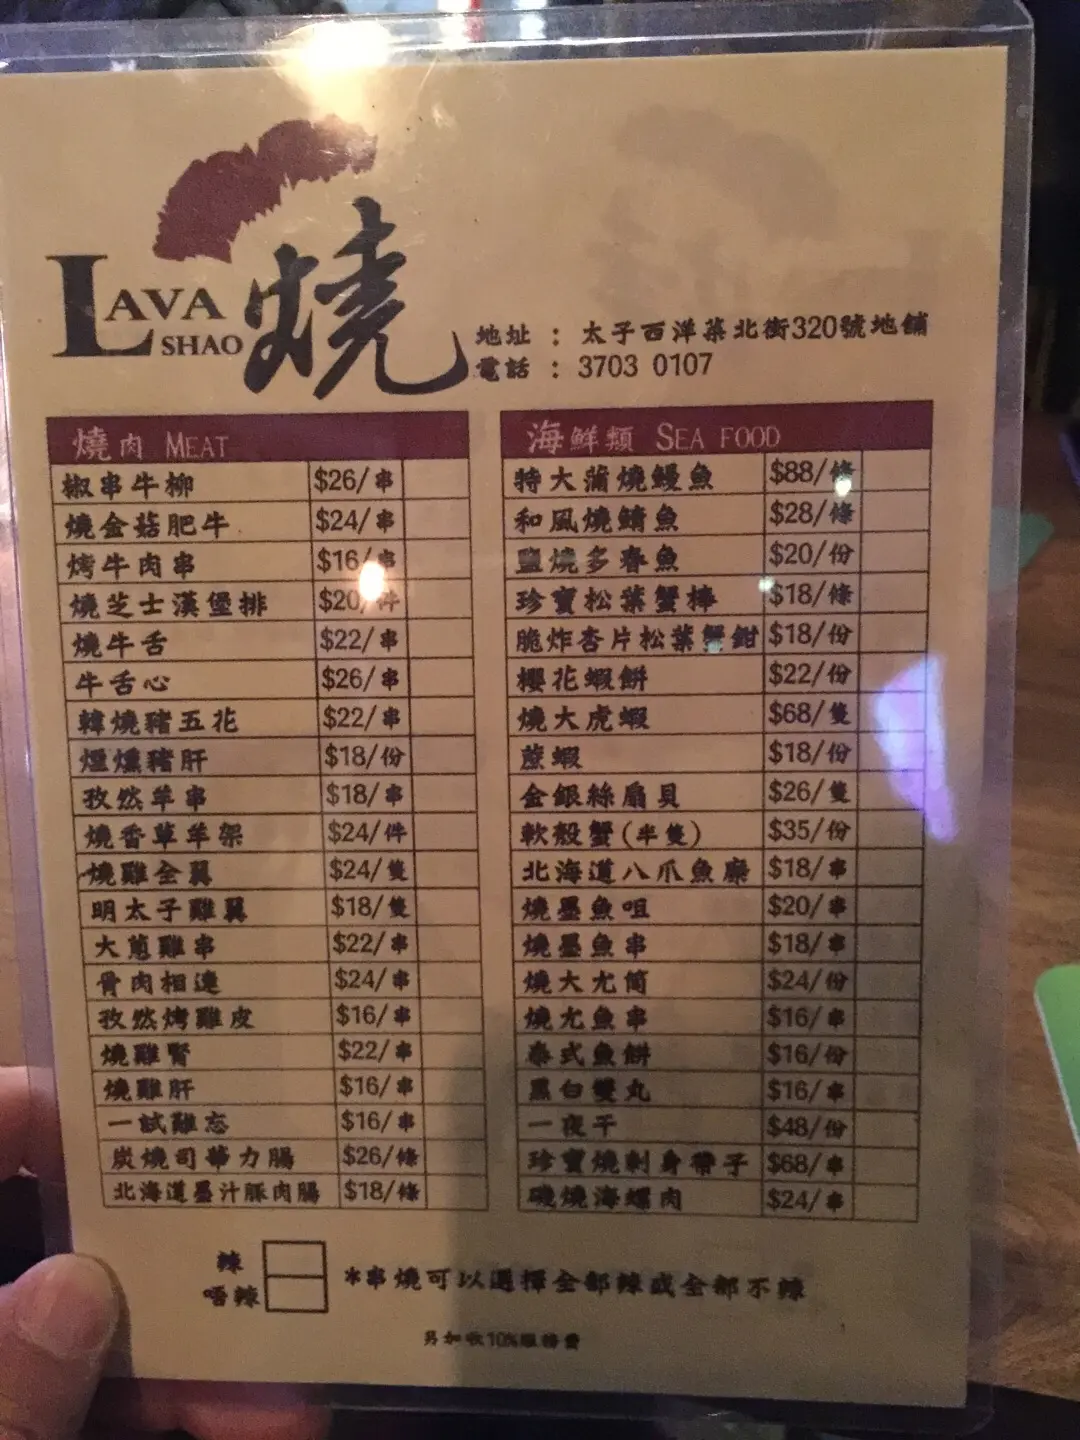 LAVA
SHAO 燒
地址 : 太子西洋菜北街320號地舖
電話 : 3703 0107
燒肉 MEAT
椒串牛柳 $26/串
燒金菇肥牛 $24/串
烤牛肉串 $16/串
燒芝士漢堡排 $20/件
燒牛舌 $22/串
牛舌心 $26/串
韓燒豬五花 $22/串
煙燻豬肝 $18/份
孜然羊串 $18/串
燒香草羊架 $24/件
燒雞全翼 $24/隻
明太子雞翼 $18/隻
大蔥雞串 $22/串
骨肉相連 $24/串
孜然烤雞皮 $16/串
燒雞腎 $22/串
燒雞肝 $16/串
一試難忘 $16/串
炭燒司華力腸 $26/條
北海道墨汁豚肉腸 $18/條
海鮮類 SEA FOOD
特大蒲燒鰻魚 $88/條
和風燒鯖魚 $28/條
鹽燒多春魚 $20/份
珍寶松葉蟹棒 $18/條
脆炸杏片松葉蟹鉗 $18/份
櫻花蝦餅 $22/份
燒大虎蝦 $68/隻
蔗蝦 $18/份
金銀絲扇貝 $26/隻
軟殼蟹(半隻) $35/份
北海道八爪魚 $18/串
燒墨魚咀 $20/串
燒墨魚串 $18/串
燒大尤筒 $24/份
燒尤魚串 $16/串
泰式魚餅 $16/份
黑白雙丸 $16/串
一夜干 $48/份
珍寶燒刺身帶子 $68/串
磯燒海螺肉 $24/串
辣
唔辣
*串燒可以選擇全部辣或全部不辣
另加收10%服務費